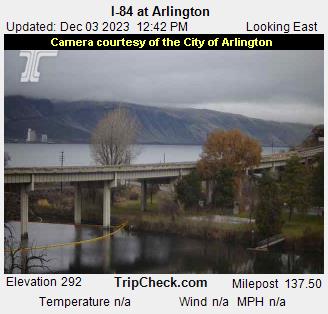 I-84 at Arlington
Updated: Dec 03 2023 12:42 PM Looking East
Camera courtesy of the City of Arlington
Elevation 292 TripCheck.com Milepost 137.50
Temperature n/a Wind n/a MPH n/a